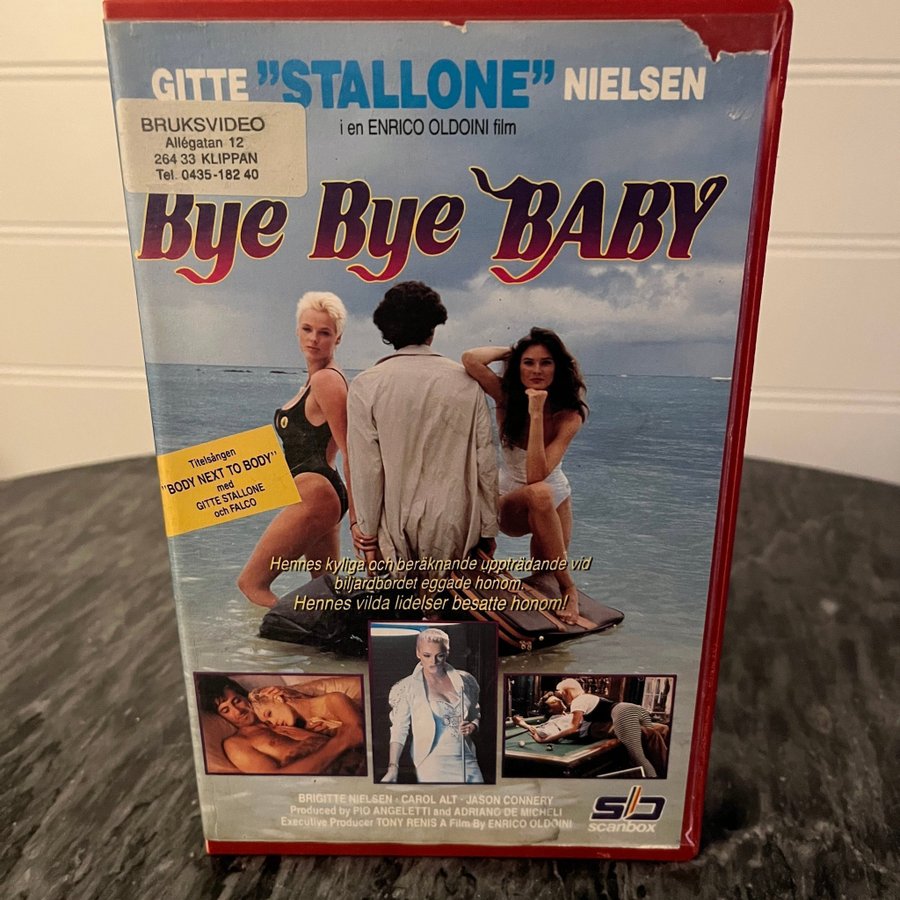 GITTE "STALLONE" NIELSEN
i en ENRICO OLDOINI film
BRUKSVIDEO
Allégatan 12
264 33 KLIPPAN
Tel. 0435-182 40
Bye Bye BABY
Titelsången
"BODY NEXT TO BODY"
med
GITTE STALLONE
och FALCO
Hennes kyliga och beräknande uppträdande vid
biljardbordet eggade honom.
Hennes vilda lidelser besatte honom!
BRIGITTE NIELSEN · CAROL ALT · JASON CONNERY
Produced by PIO ANGELETTI and ADRIANO DE MICHELI
Executive Producer TONY RENIS A Film By ENRICO OLDOINI
scanbox